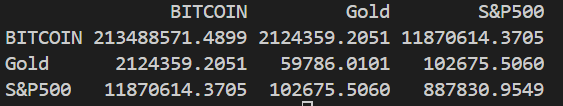 BITCOIN Gold S&P500
BITCOIN 213488571.4899 2124359.2051 11870614.3705
Gold 2124359.2051 59786.0101 102675.5060
S&P500 11870614.3705 102675.5060 887830.9549